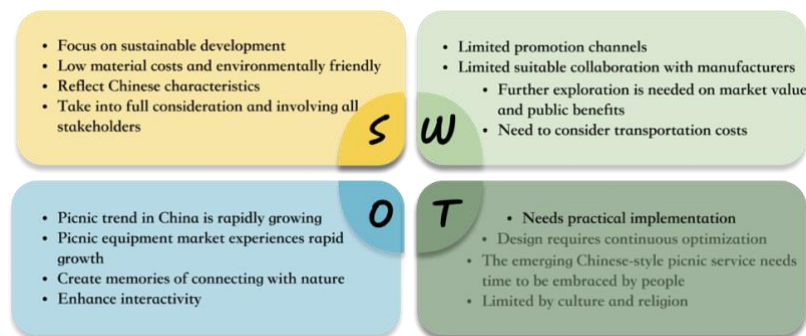 • Focus on sustainable development
• Low material costs and environmentally friendly
• Reflect Chinese characteristics
• Take into full consideration and involving all
stakeholders
S
• Limited promotion channels
• Limited suitable collaboration with manufacturers
• Further exploration is needed on market value
and public benefits
• Need to consider transportation costs
W
• Picnic trend in China is rapidly growing
• Picnic equipment market experiences rapid
growth
• Create memories of connecting with nature
• Enhance interactivity
O
• Needs practical implementation
• Design requires continuous optimization
• The emerging Chinese-style picnic service needs
time to be embraced by people
• Limited by culture and religion
T